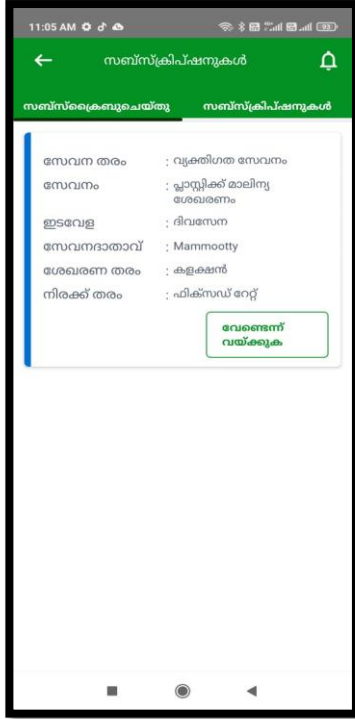 11:05 AM
93
സബ്സ്ക്രിപ്ഷനുകൾ
സബ്സ്ക്രൈബുചെയ്തു സബ്സ്ക്രിപ്ഷനുകൾ
സേവന തരം : വ്യക്തിഗത സേവനം
സേവനം : പ്ലാസ്റ്റിക്ക് മാലിന്യ
ശേഖരണം
ഇടവേള : ദിവസേന
സേവനദാതാവ് : Mammootty
ശേഖരണ തരം : കളക്ഷൻ
നിരക്ക് തരം : ഫിക്സഡ് റേറ്റ്
വേണ്ടെന്ന്
വയ്ക്കുക